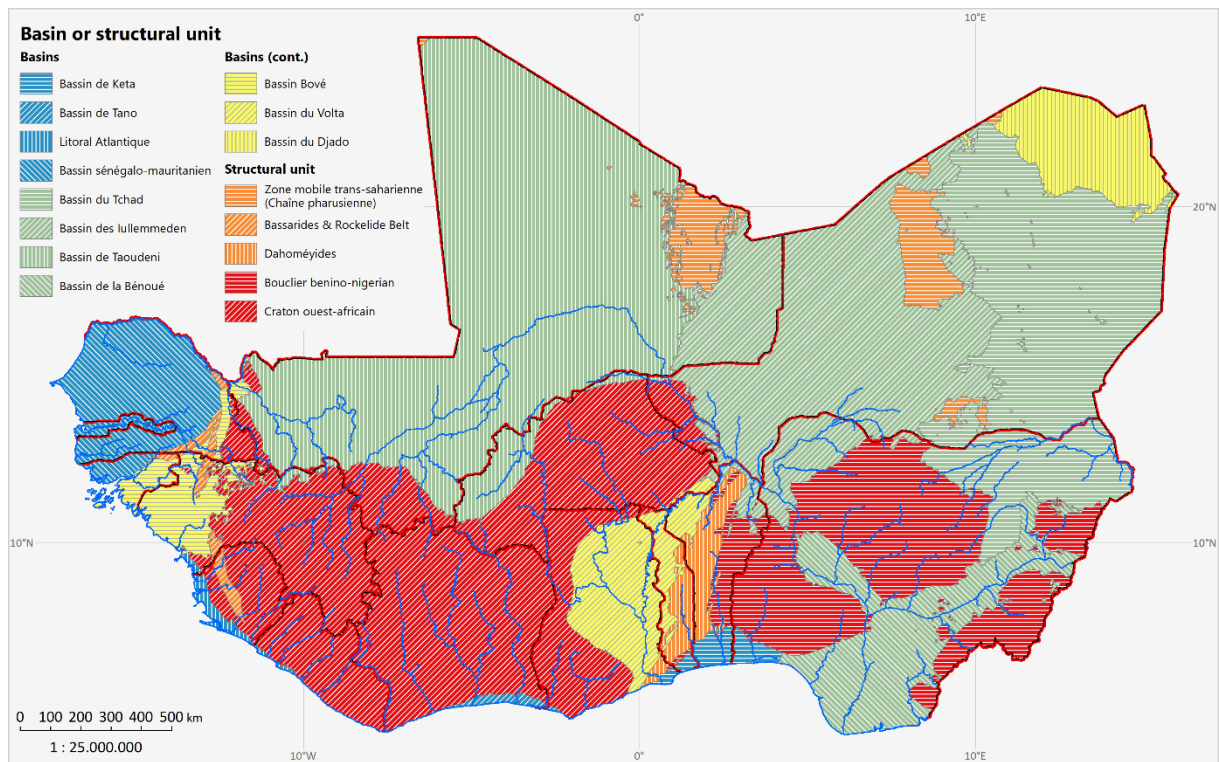 Basin or structural unit
Basins
Bassin de Keta
Bassin de Tano
Litoral Atlantique
Bassin sénégalo-mauritanien
Bassin du Tchad
Bassin des Iullemmeden
Bassin de Taoudeni
Bassin de la Bénoué
Basins (cont.)
Bassin Bové
Bassin du Volta
Bassin du Djado
Structural unit
Zone mobile trans-saharienne
(Chaîne pharusienne)
Bassarides & Rockelide Belt
Dahoméyides
Bouclier benino-nigerian
Craton ouest-africain
0°
10°E
20°N
10°N
10°N
0 100 200 300 400 500 km
1 : 25.000.000
10°W
0°
10°E